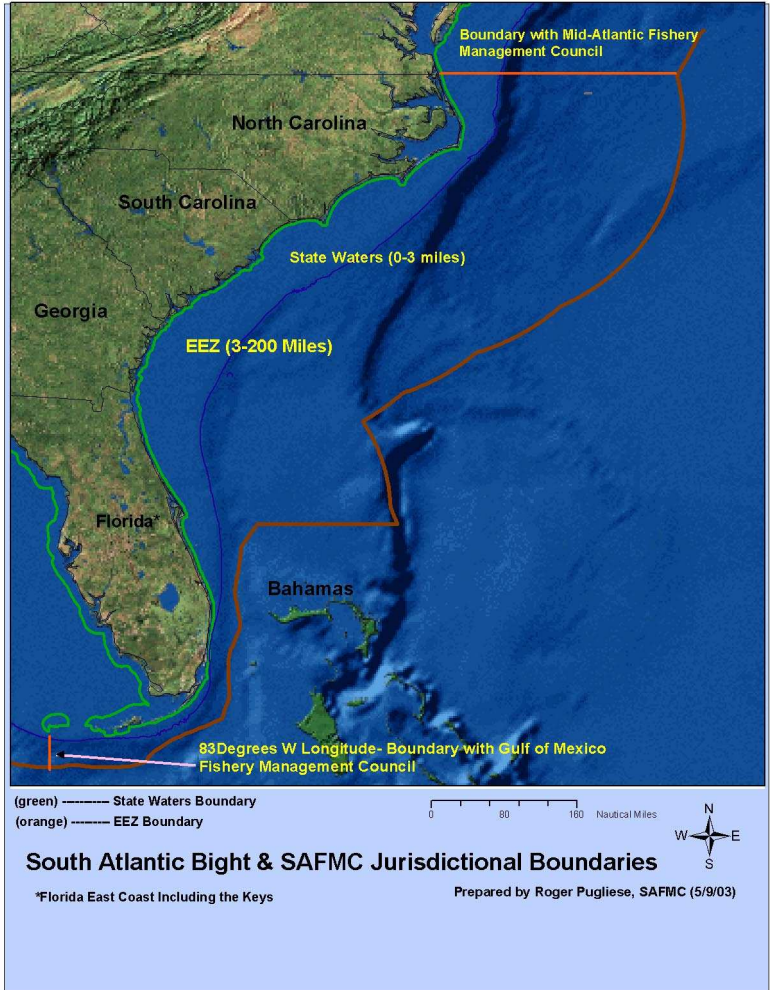 Boundary with Mid-Atlantic Fishery
Management Council
North Carolina
South Carolina
State Waters (0-3 miles)
Georgia
EEZ (3-200 Miles)
Florida*
Bahamas
83Degrees W Longitude- Boundary with Gulf of Mexico
Fishery Management Council
(green) ---------- State Waters Boundary
(orange) --------- EEZ Boundary
0 80 160 Nautical Miles
N
W E
S
South Atlantic Bight & SAFMC Jurisdictional Boundaries
*Florida East Coast Including the Keys
Prepared by Roger Pugliese, SAFMC (5/9/03)